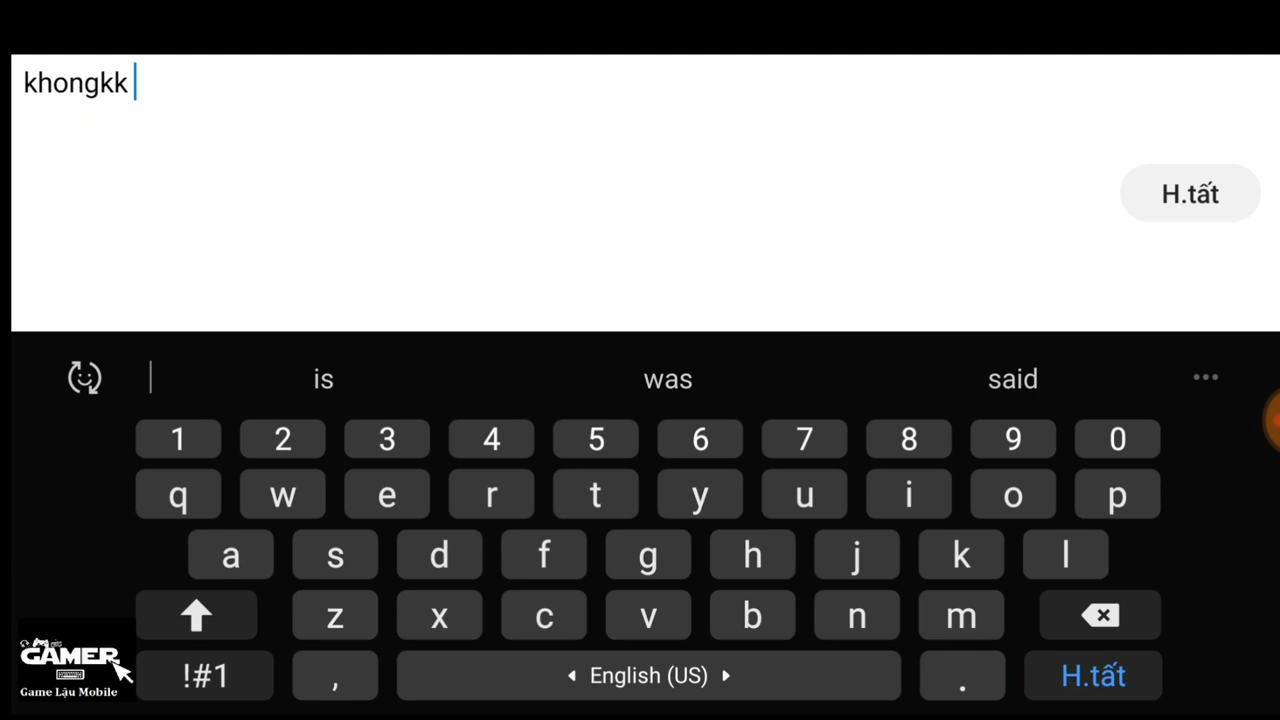 khongkk
H.tất
is was said
1 2 3 4 5 6 7 8 9 0
q w e r t y u i o p
a s d f g h j k l
z x c v b n m
!#1 , English (US) . H.tất
GAMER
Game Lậu Mobile